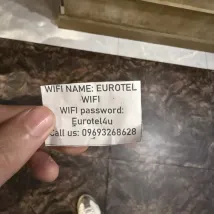 WIFI NAME: EUROTEL
WIFI
WIFI password:
Eurotel4u
Call us: 09693268628